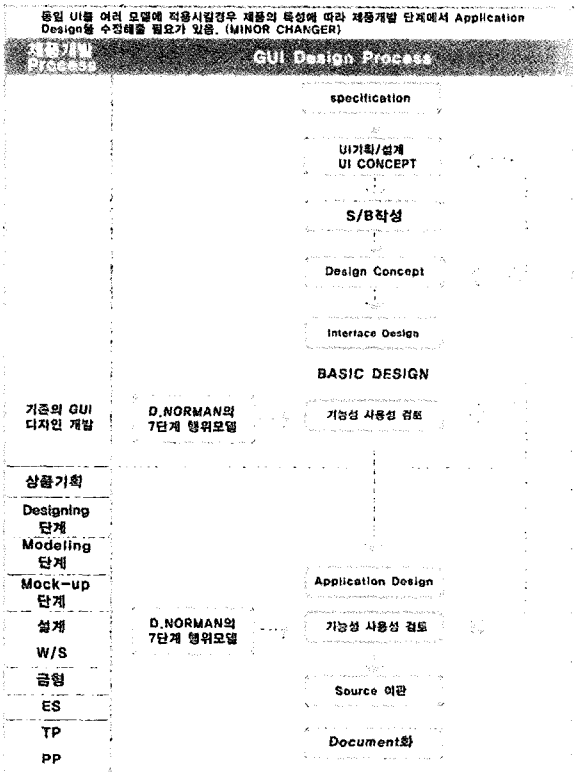 동일 UI를 여러 모델에 적용시킬경우 제품의 특성에 따라 제품개발 단계에서 Application
Design을 수정해줄 필요가 있음. (MINOR CHANGER)
제품기획
Process
GUI Design Process
specification
UI기획/설계
UI CONCEPT
S/B작성
Design Concept
Interface Design
BASIC DESIGN
기존의 GUI
디자인 개발
D.NORMAN의
7단계 행위모델
기능성 사용성 검토
상품기획
Designing
단계
Modeling
단계
Mock-up
단계
Application Design
설계
W/S
D.NORMAN의
7단계 행위모델
기능성 사용성 검토
금형
Source 이관
ES
TP
Document화
PP